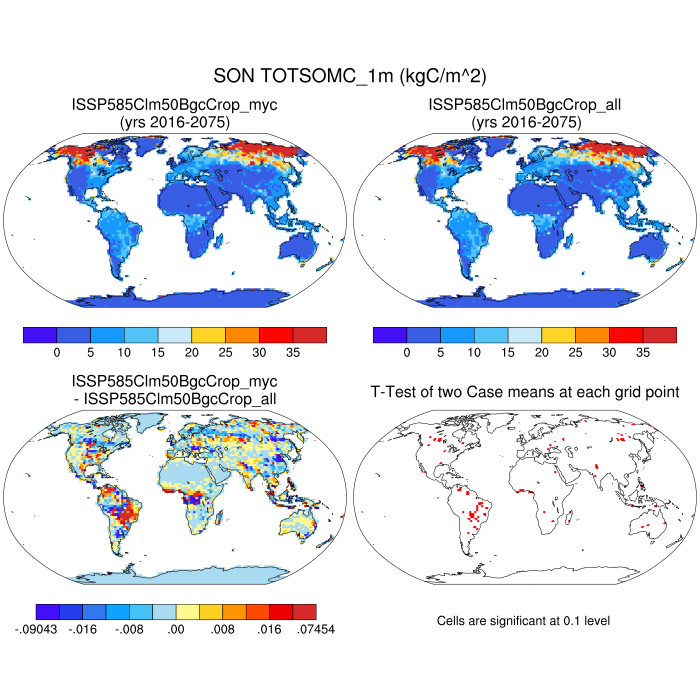 SON TOTSOMC_1m (kgC/m^2)
ISSP585Clm50BgcCrop_myc
(yrs 2016-2075)
ISSP585Clm50BgcCrop_all
(yrs 2016-2075)
0 5 10 15 20 25 30 35
0 5 10 15 20 25 30 35
ISSP585Clm50BgcCrop_myc
- ISSP585Clm50BgcCrop_all
T-Test of two Case means at each grid point
-.09043 -.016 -.008 .00 .008 .016 .07454
Cells are significant at 0.1 level